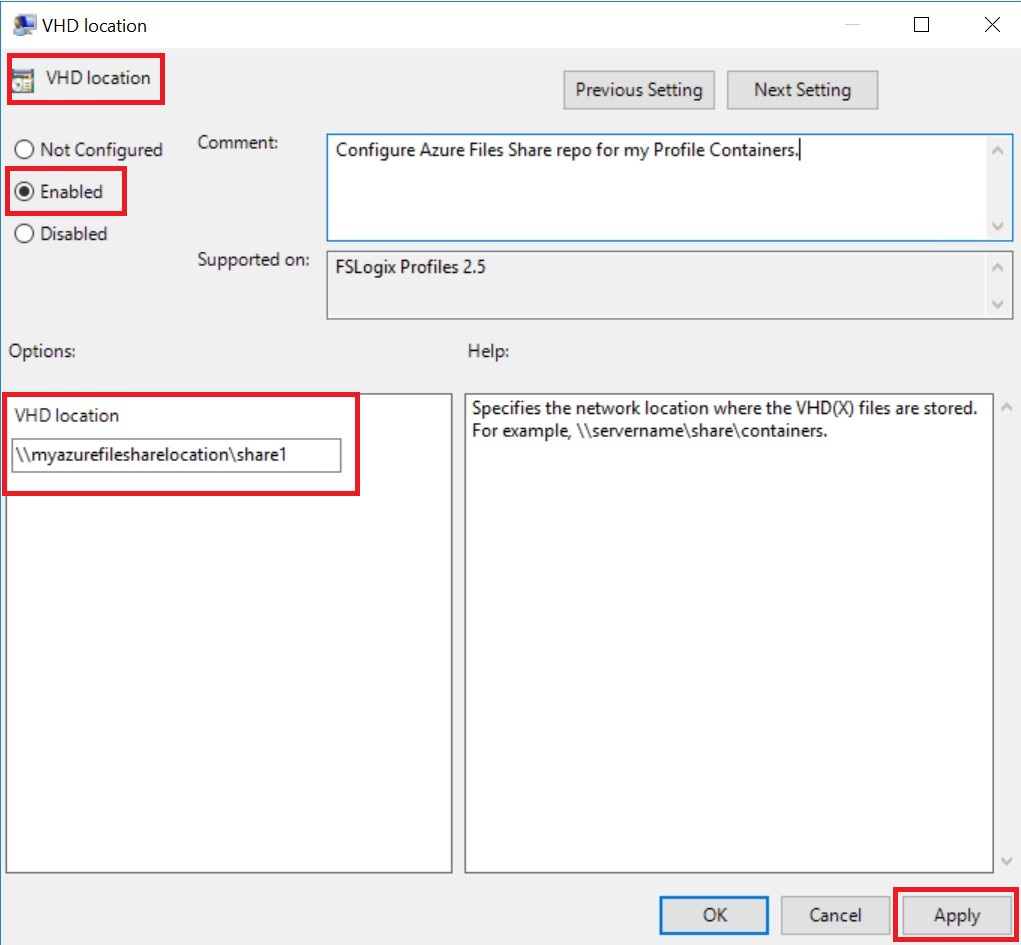 VHD location
VHD location
Previous Setting
Next Setting
Not Configured
Comment:
Configure Azure Files Share repo for my Profile Containers.
Enabled
Disabled
Supported on:
FSLogix Profiles 2.5
Options:
Help:
VHD location
\\myazurefilesharelocation\share1
Specifies the network location where the VHD(X) files are stored.
For example, \\servername\share\containers.
OK
Cancel
Apply